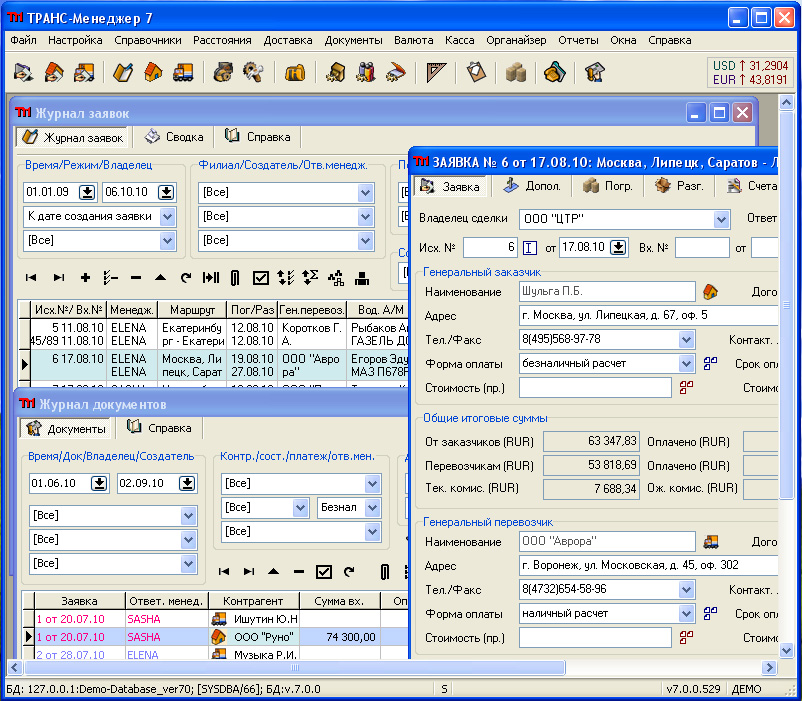 ТРАНС-Менеджер 7
Файл Настройка Справочники Расстояния Доставка Документы Валюта Касса Органайзер Отчеты Окна Справка
USD ↑ 31,2904
EUR ↑ 43,8191
Журнал заявок
Журнал заявок Сводка Справка
Время/Режим/Владелец Филиал/Создатель/Отв.менедж.
01.01.09 06.10.10 [Все]
К дате создания заявки [Все]
[Все] [Все]
Исх.№/ Вх.№ Менедж. Маршрут Пог/Раз Ген.перевоз. Вод. А/М
5 11.08.10 ELENA Екатеринбу 12.08.10 Коротков Г. Рыбаков А
45/89 11.08.10 ELENA рг - Екатери 12.08.10 А. ГАЗЕЛЬ Д
6 17.08.10 ELENA Москва, Ли 19.08.10 ООО "Авро Егоров Эду
ELENA пецк, Сарат 27.08.10 ра" МАЗ П678F
ЗАЯВКА № 6 от 17.08.10: Москва, Липецк, Саратов - Л
Заявка Допол. Погр. Разг. Счета
Владелец сделки ООО "ЦТР" Ответ
Исх. № 6 от 17.08.10 Вх. № от
Генеральный заказчик
Наименование Шульга П.Б. Дого
Адрес г. Москва, ул. Липецкая, д. 67, оф. 5
Тел./Факс 8(495)568-97-78 Контакт.
Форма оплаты безналичный расчет Срок опл
Стоимость (пр.) Стоимо
Общие итоговые суммы
От заказчиков (RUR) 63 347,83 Оплачено (RUR)
Перевозчикам (RUR) 53 818,69 Оплачено (RUR)
Тек. комис. (RUR) 7 688,34 Ож. комис. (RUR)
Генеральный перевозчик
Наименование ООО "Аврора" Дого
Адрес г. Воронеж, ул. Московская, д. 45, оф. 302
Тел./Факс 8(4732)654-58-96 Контакт.
Форма оплаты наличный расчет Срок опл
Стоимость (пр.) Стоимо
Журнал документов
Документы Справка
Время/Док/Владелец/Создатель Контр./сост./платеж/отв.мен.
01.06.10 02.09.10 [Все]
[Все] [Все] Безнал
[Все] [Все]
[Все]
Заявка Ответ. менед. Контрагент Сумма вх. Оп
1 от 20.07.10 SASHA Ишутин Ю.Н
1 от 20.07.10 SASHA ООО "Руно" 74 300,00
2 от 28.07.10 ELENA Музыка Р.И.
БД: 127.0.0.1:Demo-Database_ver70; [SYSDBA/66]; БД:v.7.0.0 S v7.0.0.529 ДЕМО